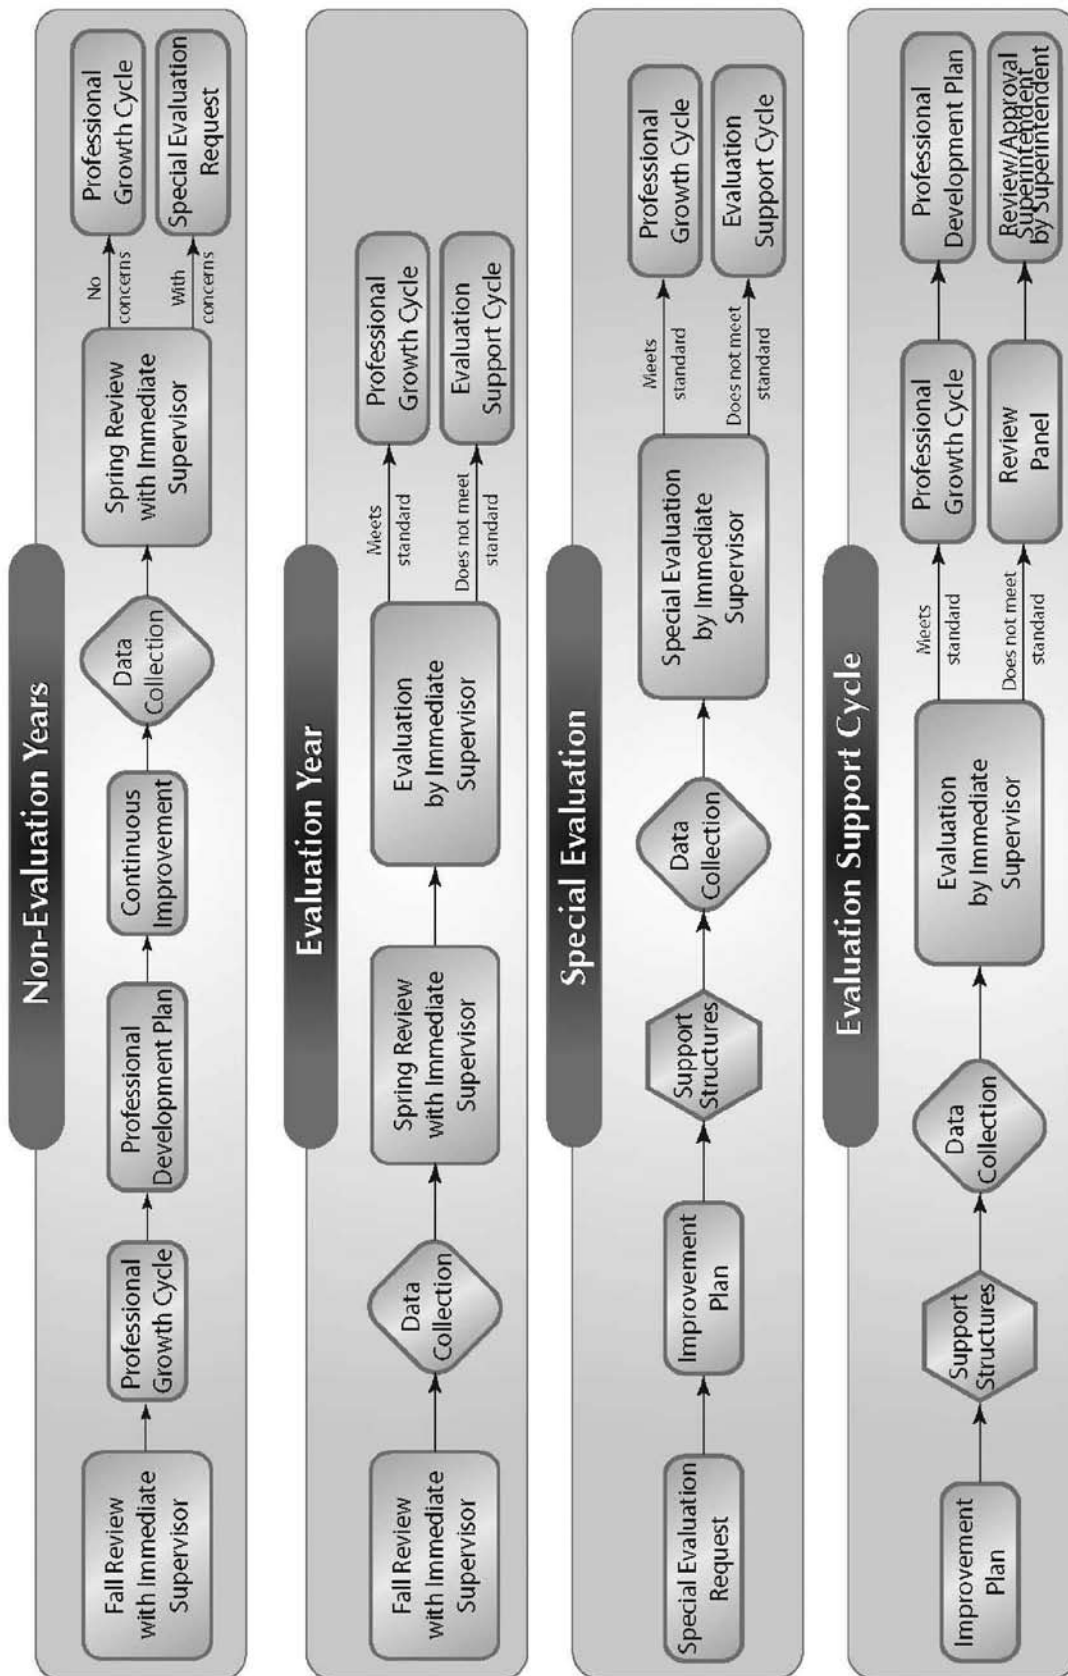 Non-Evaluation Years
Fall Review
with Immediate
Supervisor
Professional
Growth Cycle
Professional
Development Plan
Continuous
Improvement
Data
Collection
Spring Review
with Immediate
Supervisor
No
concerns
With
concerns
Professional
Growth Cycle
Special Evaluation
Request
Evaluation Year
Fall Review
with Immediate
Supervisor
Data
Collection
Spring Review
with Immediate
Supervisor
Evaluation
by Immediate
Supervisor
Meets
standard
Does not meet
standard
Professional
Growth Cycle
Evaluation
Support Cycle
Special Evaluation
Special Evaluation
Request
Improvement
Plan
Support
Structures
Data
Collection
Special Evaluation
by Immediate
Supervisor
Meets
standard
Does not meet
standard
Professional
Growth Cycle
Evaluation
Support Cycle
Evaluation Support Cycle
Improvement
Plan
Support
Structures
Data
Collection
Evaluation
by Immediate
Supervisor
Meets
standard
Does not meet
standard
Professional
Growth Cycle
Review
Panel
Professional
Development Plan
Review/Approval
Superintendent
by Superintendent